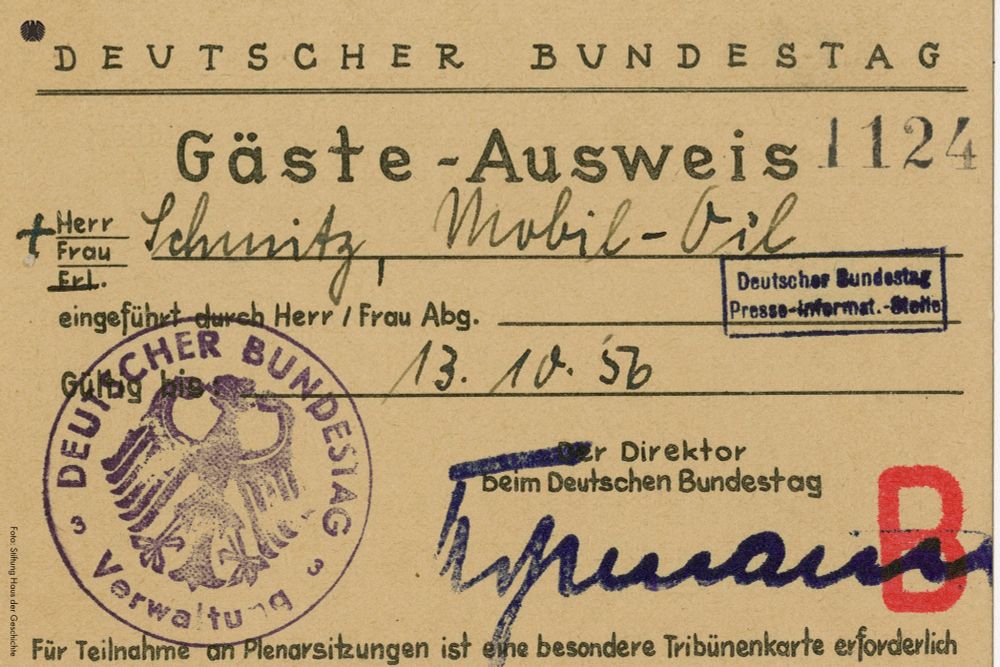 DEUTSCHER BUNDESTAG
Gäste-Ausweis 1124
+ Herr
Frau
Frl.
Schmitz, Mobil-Oil
eingeführt durch Herr / Frau Abg.
Deutscher Bundestag
Presse-Informat.-Stelle
Gültig bis: 13. 10. 56
DEUTSCHER BUNDESTAG
3 3
Verwaltung
Der Direktor
beim Deutschen Bundestag
B
Für Teilnahme an Plenarsitzungen ist eine besondere Tribünenkarte erforderlich
Foto: Stiftung Haus der Geschichte